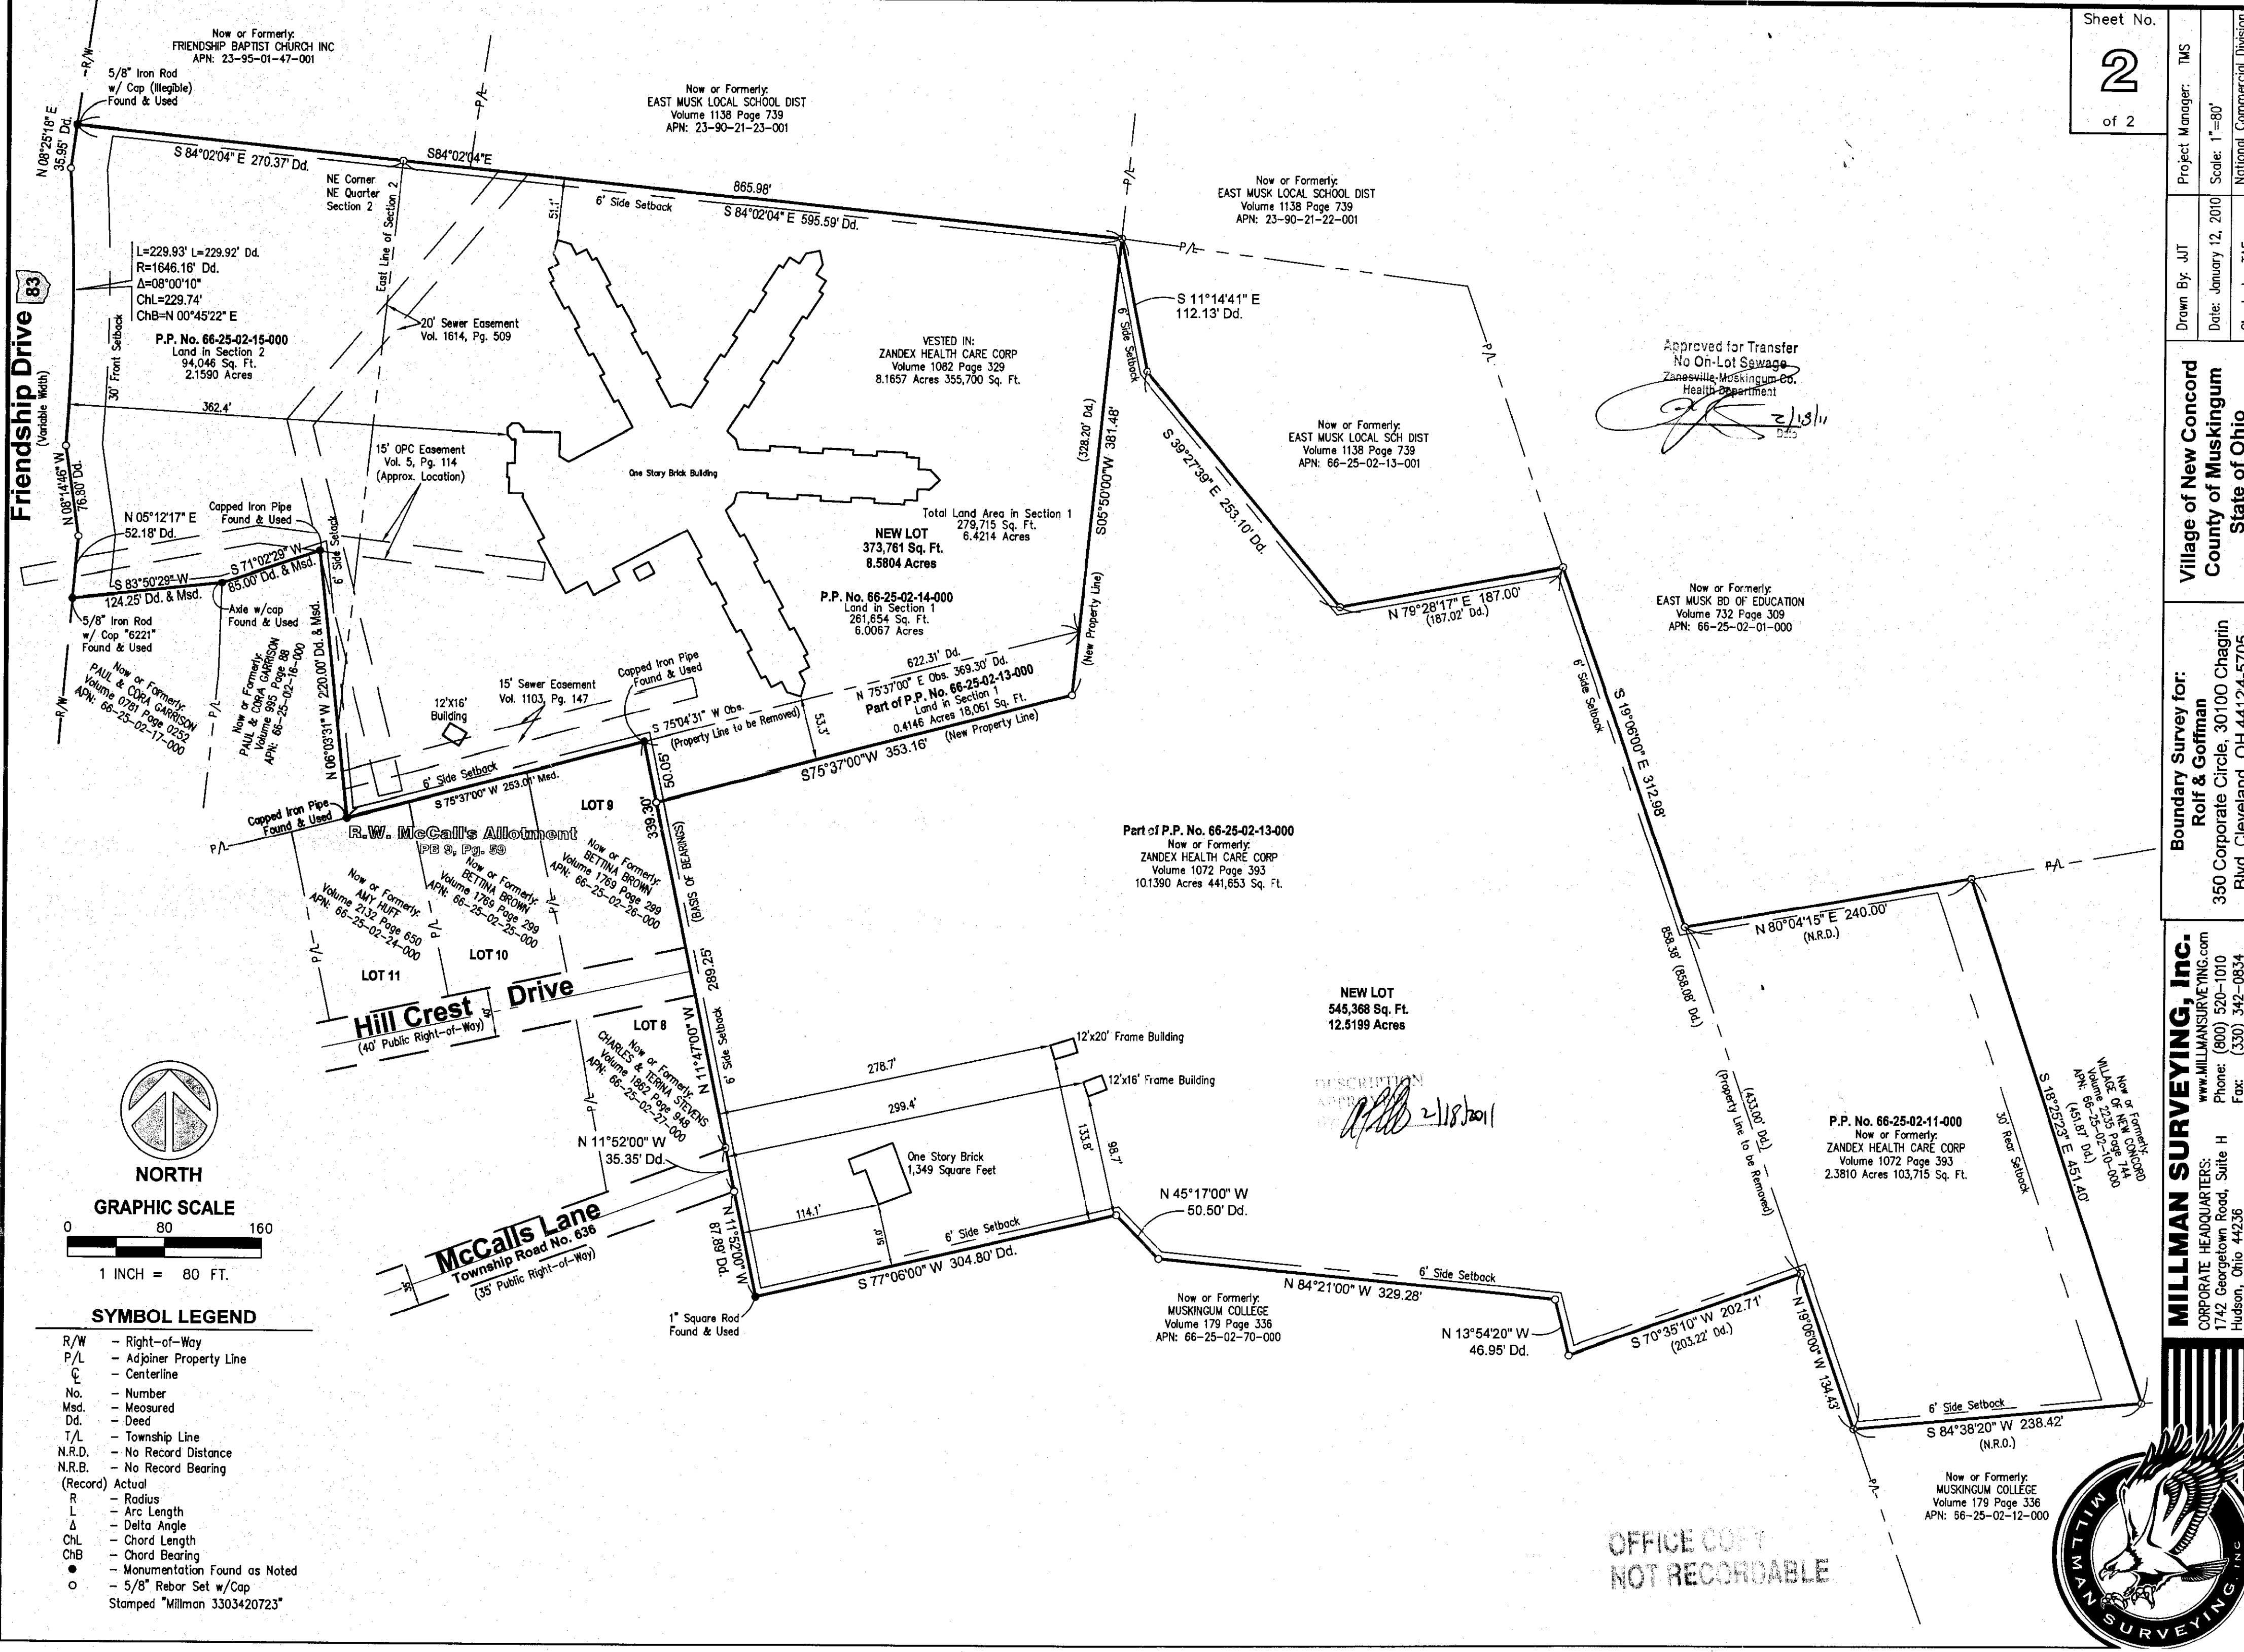 Sheet No.
2
of 2
Project Manager: TMS
Scale: 1"=80'
National Commercial Division
Drawn By: JJT
Date: January 12, 2010
Village of New Concord
County of Muskingum
State of Ohio
Boundary Survey for:
Rolf & Goffman
350 Corporate Circle, 30100 Chagrin
Blvd, Cleveland, OH 44124-5705
MILLMAN SURVEYING, Inc.
www.MILLMANSURVEYING.com
CORPORATE HEADQUARTERS:
1742 Georgetown Road, Suite H
Hudson, Ohio 44236
Phone: (800) 520-1010
Fax: (330) 342-0834
MILLMAN SURVEYING, INC
Now or Formerly:
FRIENDSHIP BAPTIST CHURCH INC
APN: 23-95-01-47-001
R/W
5/8" Iron Rod
w/ Cap (Illegible)
Found & Used
N 08°25'18" E
35.95' Dd.
S 84°02'04" E 270.37' Dd.
P/L
Now or Formerly:
EAST MUSK LOCAL SCHOOL DIST
Volume 1138 Page 739
APN: 23-90-21-23-001
S84°02'04"E
865.98'
S 84°02'04" E 595.59' Dd.
6' Side Setback
51.1'
NE Corner
NE Quarter
Section 2
East Line of Section 2
P/L
Now or Formerly:
EAST MUSK LOCAL SCHOOL DIST
Volume 1138 Page 739
APN: 23-90-21-22-001
P/L
P/L
L=229.93' L=229.92' Dd.
R=1646.16' Dd.
Δ=08°00'10"
ChL=229.74'
ChB=N 00°45'22" E
P.P. No. 66-25-02-15-000
Land in Section 2
94,046 Sq. Ft.
2.1590 Acres
83
Friendship Drive
(Variable Width)
30' Front Setback
20' Sewer Easement
Vol. 1614, Pg. 509
362.4'
VESTED IN:
ZANDEX HEALTH CARE CORP
Volume 1082 Page 329
8.1657 Acres 355,700 Sq. Ft.
S 11°14'41" E
112.13' Dd.
6' Side Setback
Approved for Transfer
No On-Lot Sewage
Zanesville-Muskingum Co.
Health Department
2/18/11
Date
Now or Formerly:
EAST MUSK LOCAL SCH DIST
Volume 1138 Page 739
APN: 66-25-02-13-001
S 39°27'39" E 253.10' Dd.
(328.20' Dd.)
S05°50'00"W 381.48'
(New Property Line)
15' OPC Easement
Vol. 5, Pg. 114
(Approx. Location)
One Story Brick Building
N 08°14'46" W
76.80' Dd.
N 05°12'17" E
52.18' Dd.
Capped Iron Pipe
Found & Used
6' Side Setback
S 71°02'29" W
85.00' Dd. & Msd.
S 83°50'29" W
124.25' Dd. & Msd.
Axle w/cap
Found & Used
5/8" Iron Rod
w/ Cap "6221"
Found & Used
Total Land Area in Section 1
279,715 Sq. Ft.
6.4214 Acres
NEW LOT
373,761 Sq. Ft.
8.5804 Acres
P.P. No. 66-25-02-14-000
Land in Section 1
261,654 Sq. Ft.
6.0067 Acres
N 79°28'17" E 187.00'
(187.02' Dd.)
Now or Formerly:
EAST MUSK BD OF EDUCATION
Volume 732 Page 309
APN: 66-25-02-01-000
Now or Formerly:
PAUL & CORA GARRISON
Volume 0781 Page 0252
APN: 66-25-02-17-000
R/W
P/L
Now or Formerly:
PAUL & CORA GARRISON
Volume 995 Page 88
APN: 66-25-02-16-000
N 06°03'31" W 220.00' Dd. & Msd.
12'X16'
Building
15' Sewer Easement
Vol. 1103, Pg. 147
Capped Iron Pipe
Found & Used
622.31' Dd.
N 75'37'00" E Obs. 369.30' Dd.
Part of P.P. No. 66-25-02-13-000
Land in Section 1
0.4146 Acres 18,061 Sq. Ft.
S 75°04'31" W Obs.
(Property Line to be Removed)
53.3'
S75°37'00"W 353.16' (New Property Line)
6' Side Setback
S 75°37'00" W 253.01' Msd.
50.05'
339.30'
(BASIS OF BEARINGS)
289.25'
N 11°47'00" W
6' Side Setback
Capped Iron Pipe
Found & Used
P/L
R.W. McCall's Allotment
PB 9, Pg. 59
LOT 9
Now or Formerly:
BETTINA BROWN
Volume 1769 Page 299
APN: 66-25-02-26-000
P/L
Now or Formerly:
BETTINA BROWN
Volume 1769 Page 299
APN: 66-25-02-25-000
LOT 10
P/L
Now or Formerly:
AMY HUFF
Volume 2132 Page 650
APN: 66-25-02-24-000
LOT 11
P/L
Hill Crest Drive
(40' Public Right-of-Way)
40'
LOT 8
Now or Formerly:
CHARLES & TERINA STEVENS
Volume 1862 Page 948
APN: 66-25-02-27-000
P/L
N 11°52'00" W
35.35' Dd.
McCalls Lane
Township Road No. 636
(35' Public Right-of-Way)
35'
N 11°52'00" W
87.89' Dd.
1" Square Rod
Found & Used
6' Side Setback
S 19°06'00" E 312.98'
Part of P.P. No. 66-25-02-13-000
Now or Formerly:
ZANDEX HEALTH CARE CORP
Volume 1072 Page 393
10.1390 Acres 441,653 Sq. Ft.
NEW LOT
545,368 Sq. Ft.
12.5199 Acres
DESCRIPTION
2/18/2011
278.7'
12'x20' Frame Building
299.4'
12'x16' Frame Building
133.8'
98.7'
One Story Brick
1,349 Square Feet
114.1'
51.0'
6' Side Setback
S 77°06'00" W 304.80' Dd.
N 45°17'00" W
50.50' Dd.
N 84°21'00" W 329.28'
6' Side Setback
Now or Formerly:
MUSKINGUM COLLEGE
Volume 179 Page 336
APN: 66-25-02-70-000
N 13°54'20" W
46.95' Dd.
S 70°35'10" W 202.71'
(203.22' Dd.)
N 19°06'00" W 134.43'
P/L
N 80°04'15" E 240.00'
(N.R.D.)
858.38' (858.08' Dd.)
(433.00' Dd.)
(Property Line to be Removed)
P.P. No. 66-25-02-11-000
Now or Formerly:
ZANDEX HEALTH CARE CORP
Volume 1072 Page 393
2.3810 Acres 103,715 Sq. Ft.
30' Rear Setback
S 18°25'23" E 451.40'
(451.87' Dd.)
Now or Formerly:
VILLAGE OF NEW CONCORD
Volume 2235 Page 744
APN: 66-25-02-10-000
6' Side Setback
S 84°38'20" W 238.42'
(N.R.D.)
P/L
Now or Formerly:
MUSKINGUM COLLEGE
Volume 179 Page 336
APN: 66-25-02-12-000
OFFICE COPY
NOT RECORDABLE
NORTH
GRAPHIC SCALE
0 80 160
1 INCH = 80 FT.
SYMBOL LEGEND
R/W - Right-of-Way
P/L - Adjoiner Property Line
℄ - Centerline
No. - Number
Msd. - Measured
Dd. - Deed
T/L - Township Line
N.R.D. - No Record Distance
N.R.B. - No Record Bearing
(Record) Actual
R - Radius
L - Arc Length
Δ - Delta Angle
ChL - Chord Length
ChB - Chord Bearing
● - Monumentation Found as Noted
○ - 5/8" Rebar Set w/Cap
Stamped "Millman 3303420723"